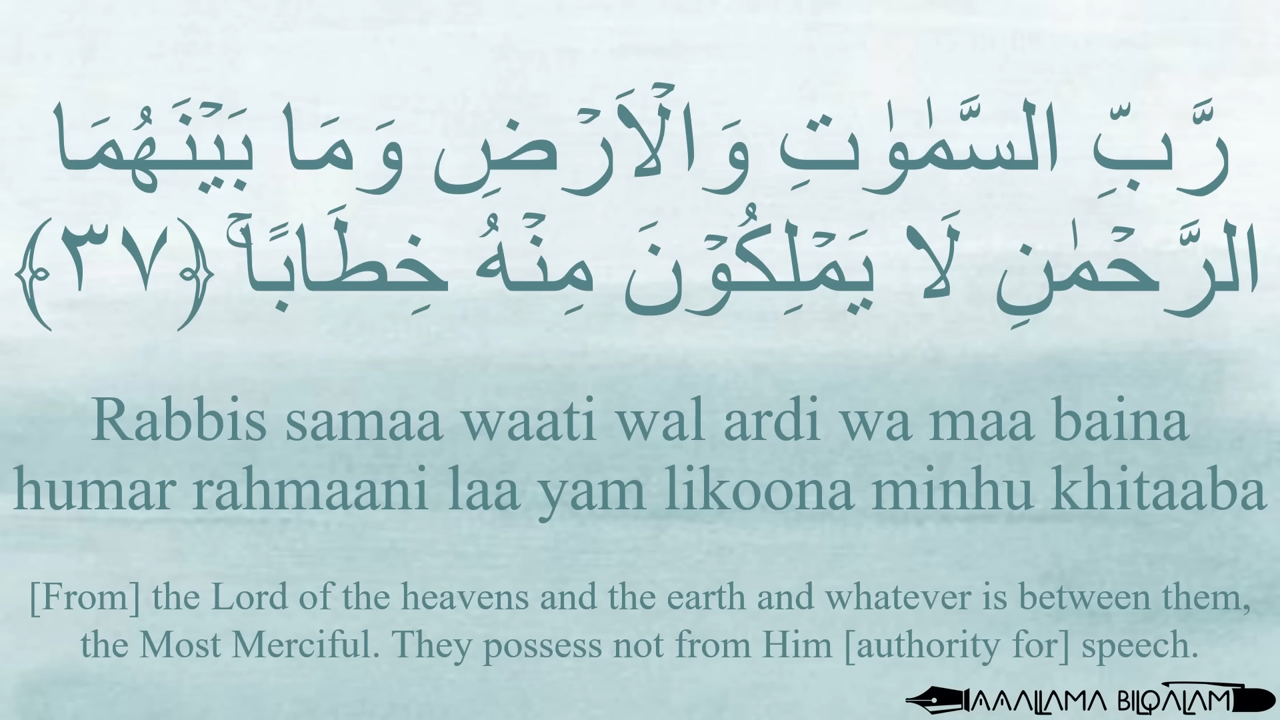 رَّبِّ السَّمٰوٰتِ وَالْاَرْضِ وَمَا بَيْنَهُمَا
الرَّحْمٰنِ لَا يَمْلِكُوْنَ مِنْهُ خِطَابًاۚ ﴿٣٧﴾
Rabbis samaa waati wal ardi wa maa baina
humar rahmaani laa yam likoona minhu khitaaba
[From] the Lord of the heavens and the earth and whatever is between them,
the Most Merciful. They possess not from Him [authority for] speech.
AAALLAMA BILQALAM